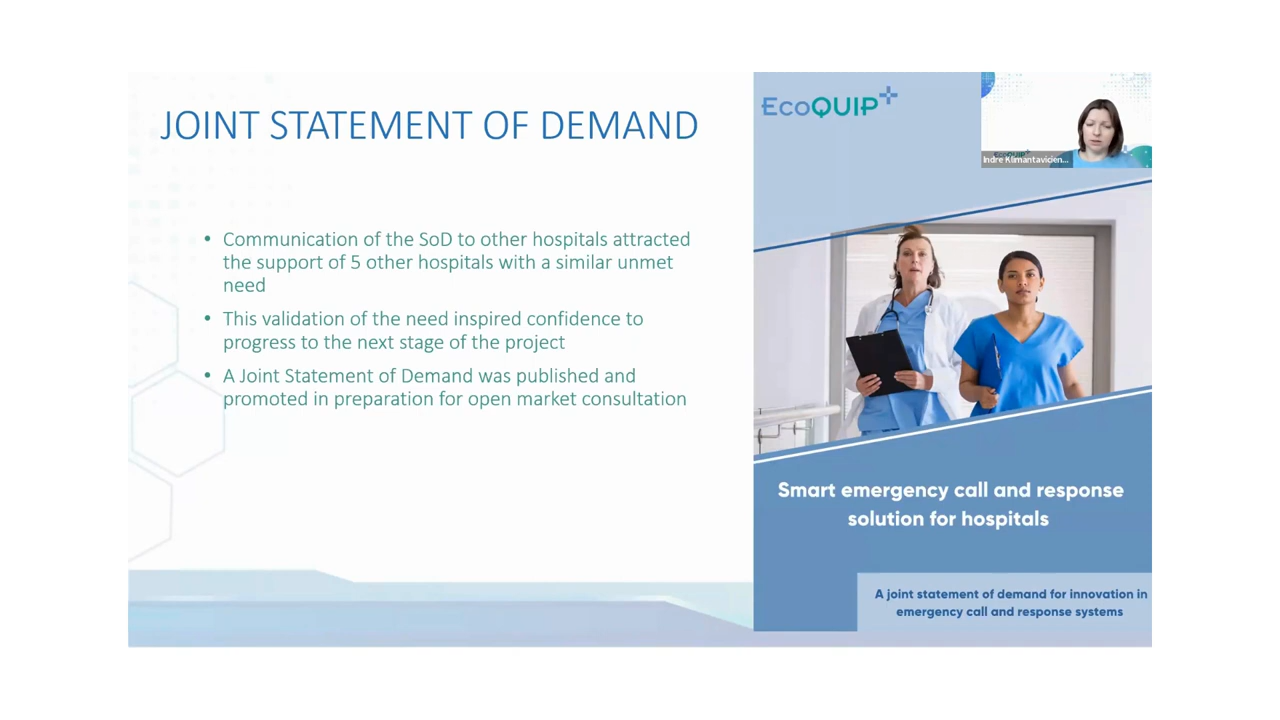 JOINT STATEMENT OF DEMAND
• Communication of the SoD to other hospitals attracted
the support of 5 other hospitals with a similar unmet
need
• This validation of the need inspired confidence to
progress to the next stage of the project
• A Joint Statement of Demand was published and
promoted in preparation for open market consultation
EcoQUIP+
EcoQUIP+
Indre Klimantavicien...
Smart emergency call and response
solution for hospitals
A joint statement of demand for innovation in
emergency call and response systems